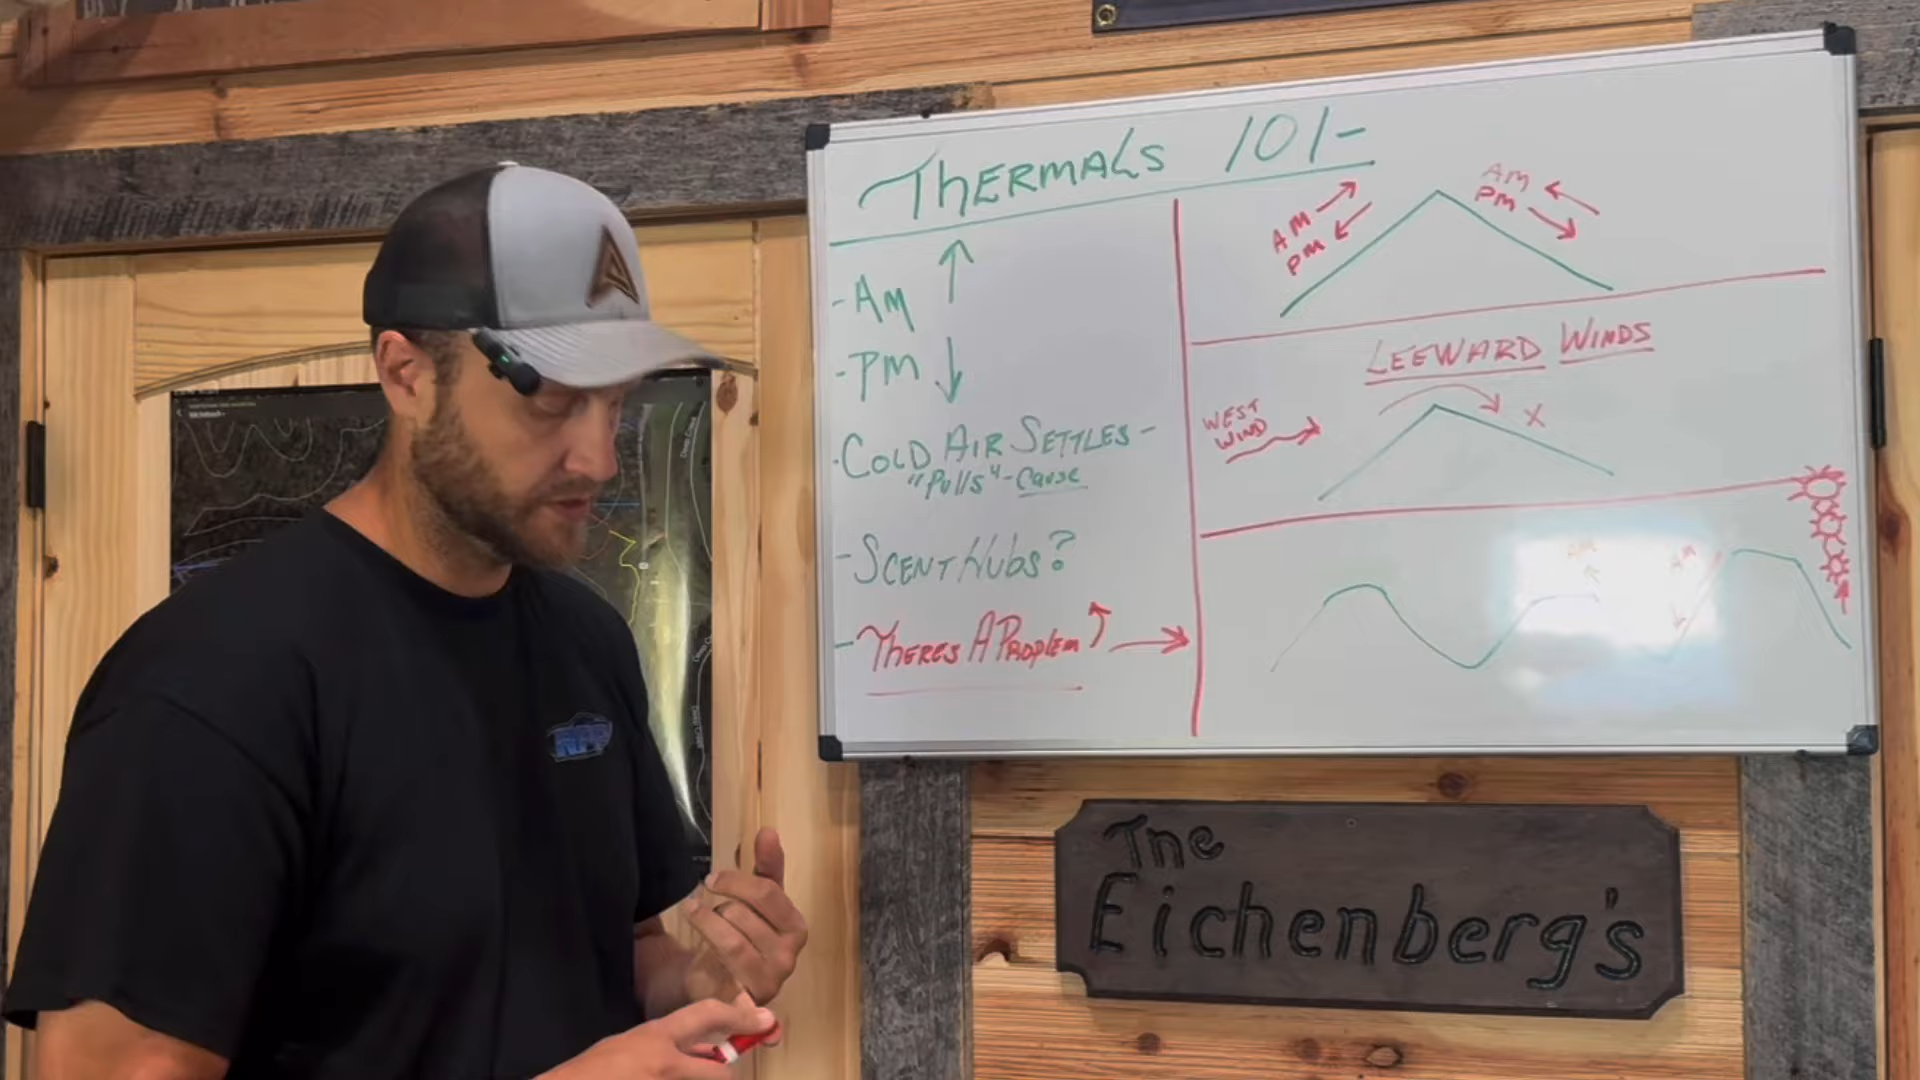 THERMALS 101-
- AM
- PM
- COLD AIR SETTLES -
"Pulls" - Cause
- SCENT HUBS?
- THERES A PROBLEM
AM
PM
AM
PM
LEEWARD WINDS
WEST
WIND
X
AM
AM
The
Eichenberg's